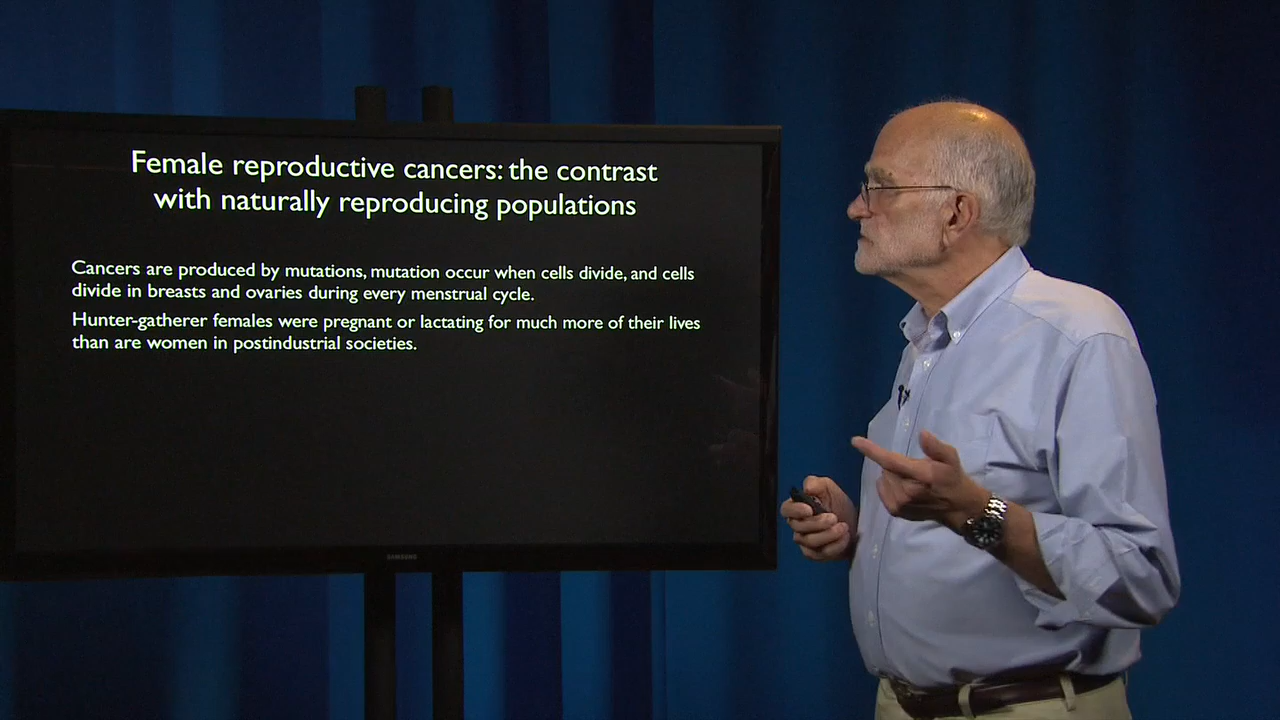 Female reproductive cancers: the contrast
with naturally reproducing populations
Cancers are produced by mutations, mutation occur when cells divide, and cells
divide in breasts and ovaries during every menstrual cycle.
Hunter-gatherer females were pregnant or lactating for much more of their lives
than are women in postindustrial societies.
SAMSUNG